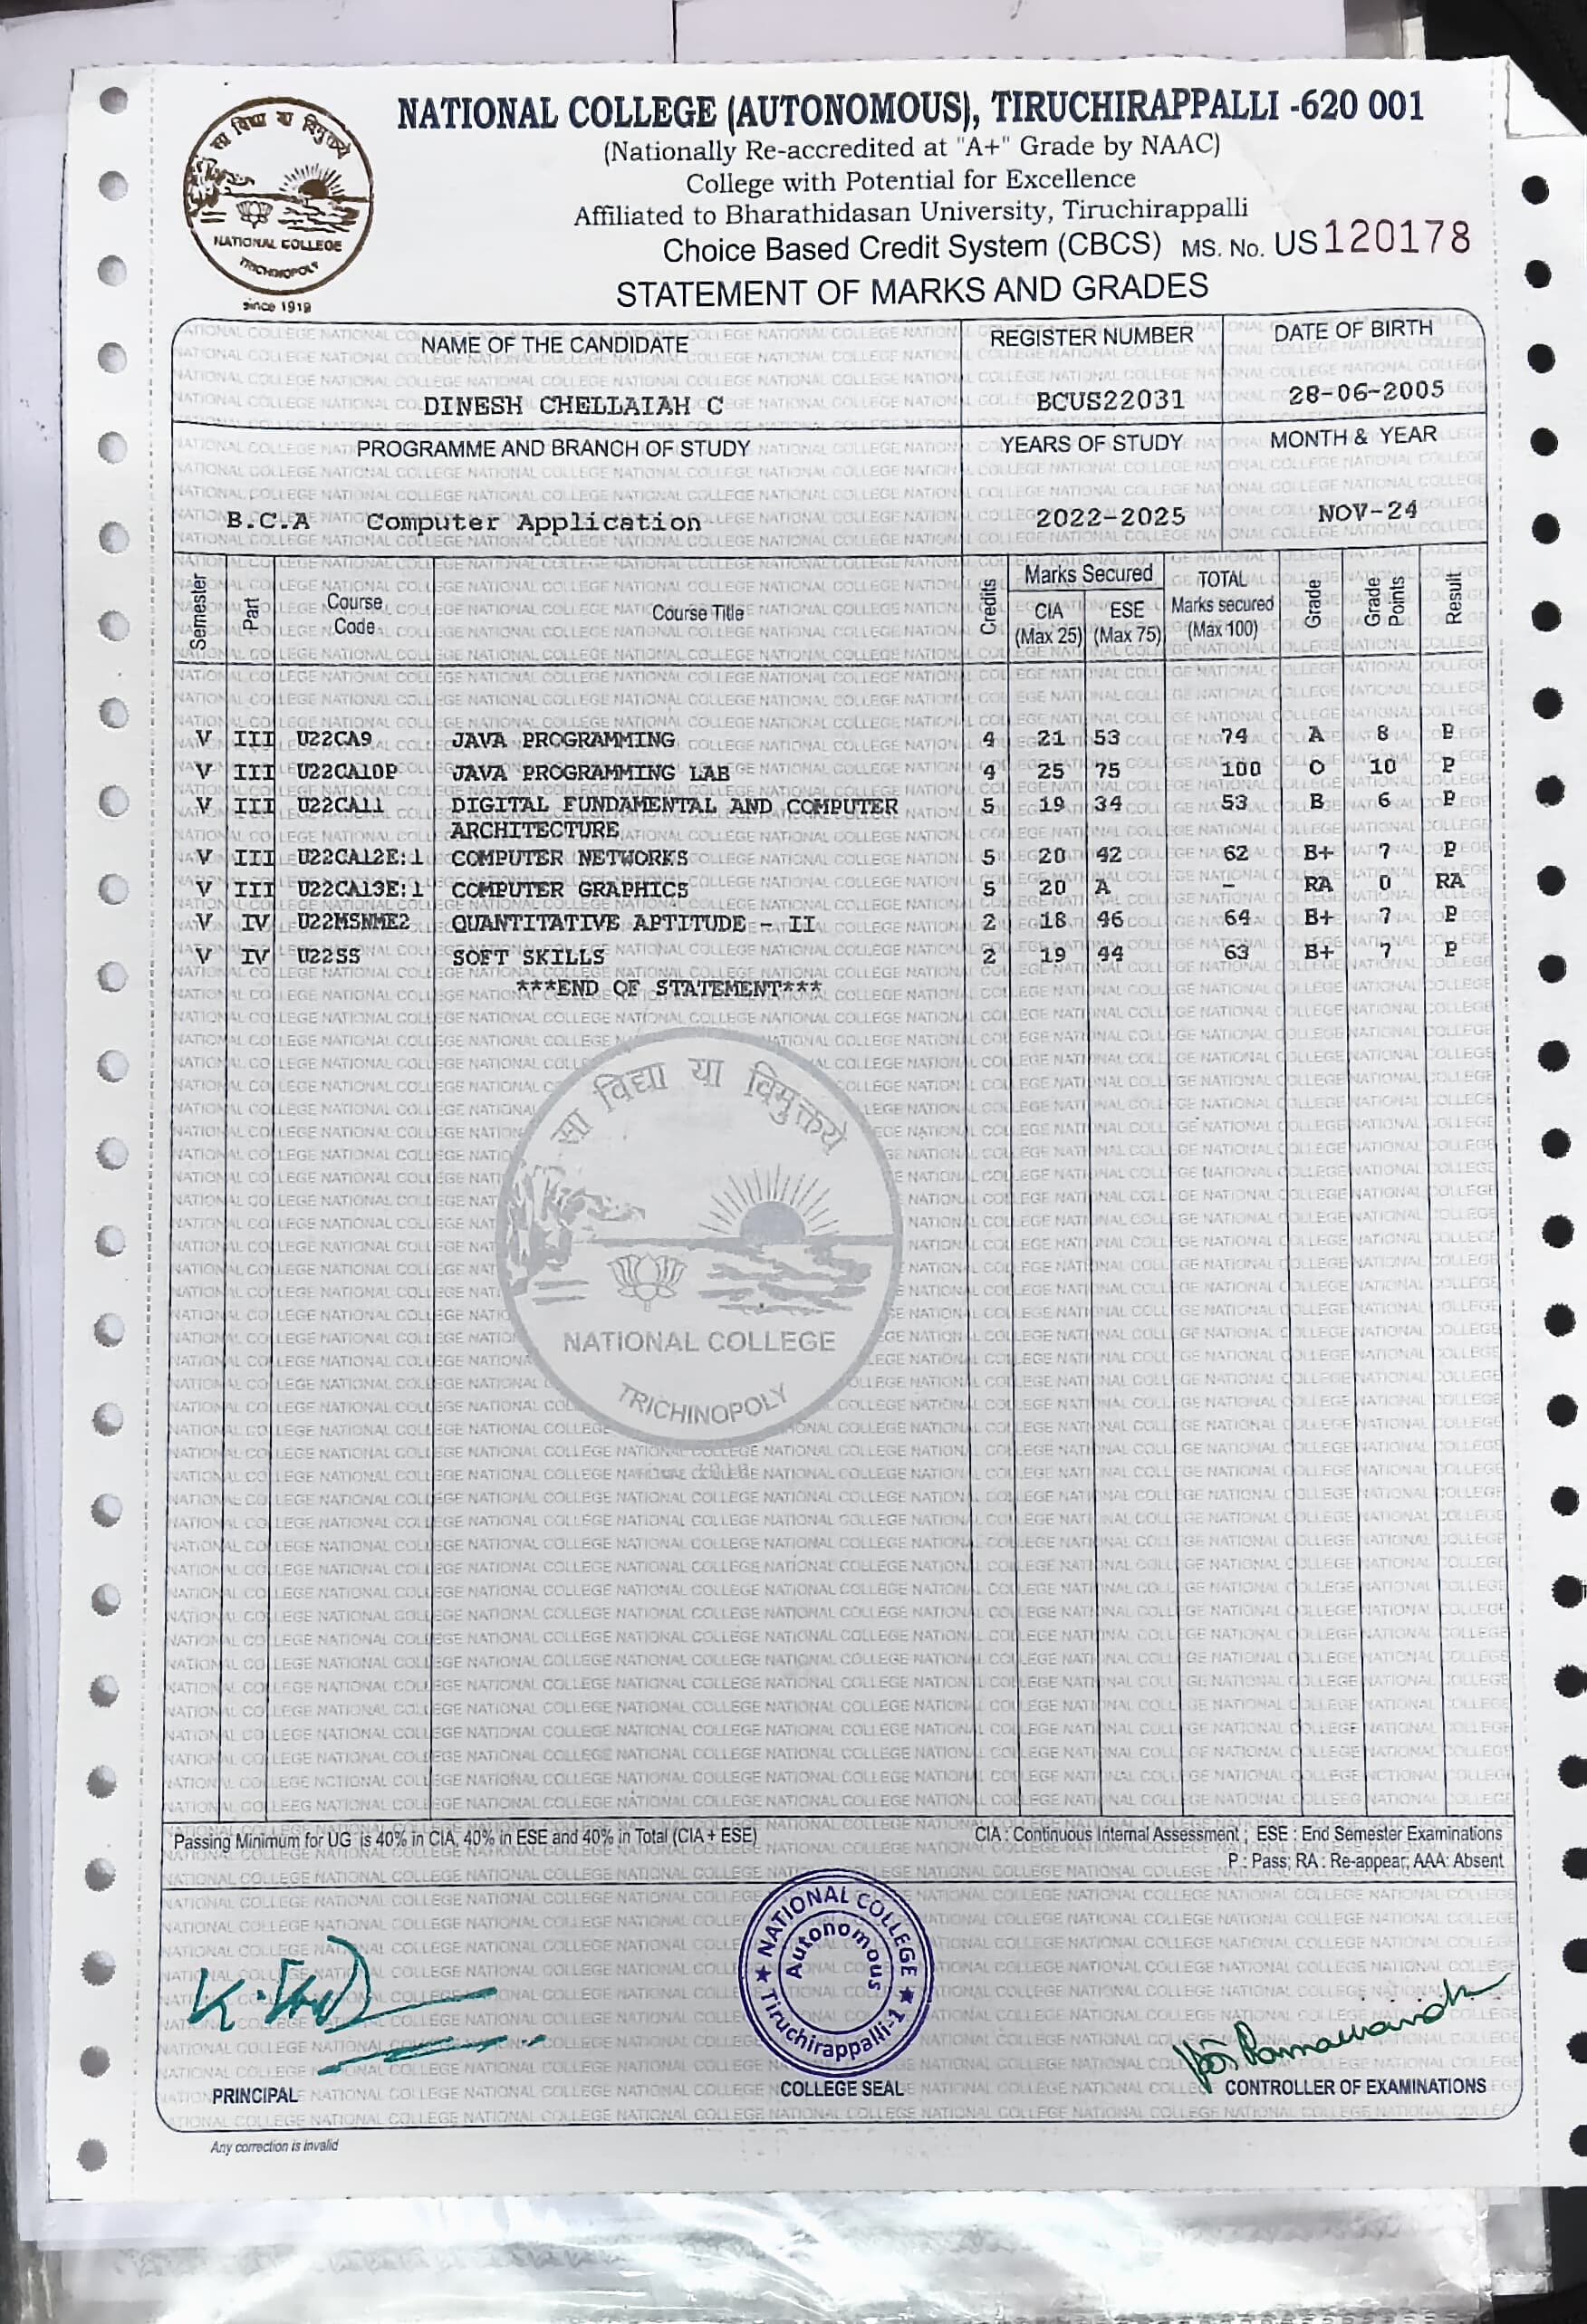 NATIONAL COLLEGE (AUTONOMOUS), TIRUCHIRAPPALLI -620 001
(Nationally Re-accredited at "A+" Grade by NAAC)
College with Potential for Excellence
Affiliated to Bharathidasan University, Tiruchirappalli
Choice Based Credit System (CBCS) MS. No. US 120178
STATEMENT OF MARKS AND GRADES
सा विद्या या विमुक्तये
NATIONAL COLLEGE
TRICHINOPOLY
since 1919
NAME OF THE CANDIDATE REGISTER NUMBER DATE OF BIRTH
DINESH CHELLAIAH C BCUS22031 28-06-2005
PROGRAMME AND BRANCH OF STUDY YEARS OF STUDY MONTH & YEAR
B.C.A Computer Application 2022-2025 NOV-24
Semester Part Course Code Course Title Credits Marks Secured CIA (Max 25) ESE (Max 75) TOTAL Marks secured (Max 100) Grade Grade Points Result
V III U22CA9 JAVA PROGRAMMING 4 21 53 74 A 8 P
V III U22CA10P JAVA PROGRAMMING LAB 4 25 75 100 O 10 P
V III U22CA11 DIGITAL FUNDAMENTAL AND COMPUTER 5 19 34 53 B 6 P
ARCHITECTURE
V III U22CA12E:1 COMPUTER NETWORKS 5 20 42 62 B+ 7 P
V III U22CA13E:1 COMPUTER GRAPHICS 5 20 A - RA 0 RA
V IV U22MSNME2 QUANTITATIVE APTITUDE - II 2 18 46 64 B+ 7 P
V IV U22SS SOFT SKILLS 2 19 44 63 B+ 7 P
***END OF STATEMENT***
सा विद्या या विमुक्तये
NATIONAL COLLEGE
TRICHINOPOLY
Passing Minimum for UG is 40% in CIA, 40% in ESE and 40% in Total (CIA + ESE) CIA : Continuous Internal Assessment ; ESE : End Semester Examinations
P : Pass; RA : Re-appear; AAA: Absent
NATIONAL COLLEGE
Autonomous
Tiruchirappalli-1
PRINCIPAL COLLEGE SEAL CONTROLLER OF EXAMINATIONS
Any correction is invalid